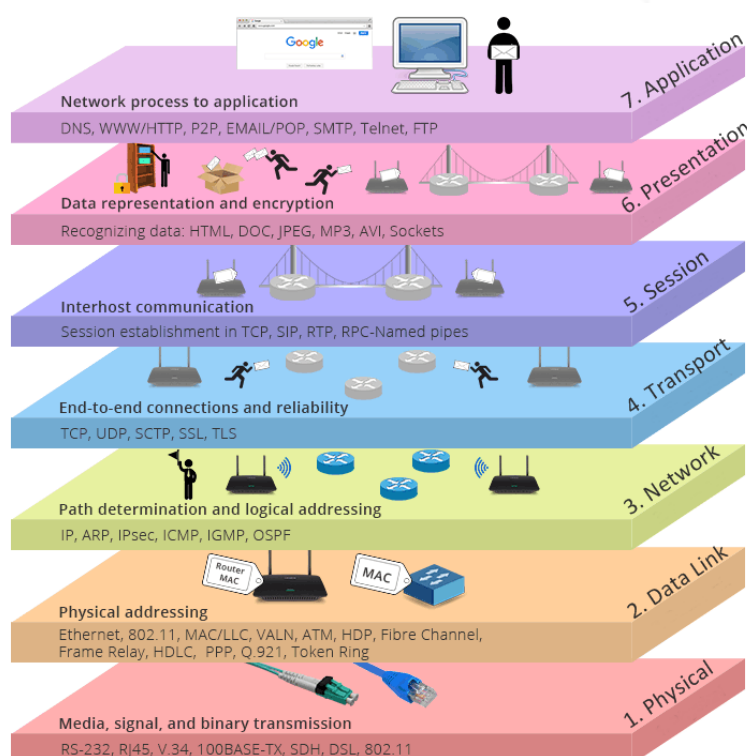 Google
7. Application
Network process to application
DNS, WWW/HTTP, P2P, EMAIL/POP, SMTP, Telnet, FTP
6. Presentation
Data representation and encryption
Recognizing data: HTML, DOC, JPEG, MP3, AVI, Sockets
5. Session
Interhost communication
Session establishment in TCP, SIP, RTP, RPC-Named pipes
4. Transport
End-to-end connections and reliability
TCP, UDP, SCTP, SSL, TLS
3. Network
Path determination and logical addressing
IP, ARP, IPsec, ICMP, IGMP, OSPF
Router
MAC
MAC
2. Data Link
Physical addressing
Ethernet, 802.11, MAC/LLC, VALN, ATM, HDP, Fibre Channel,
Frame Relay, HDLC, PPP, Q.921, Token Ring
1. Physical
Media, signal, and binary transmission
RS-232, RJ45, V.34, 100BASE-TX, SDH, DSL, 802.11